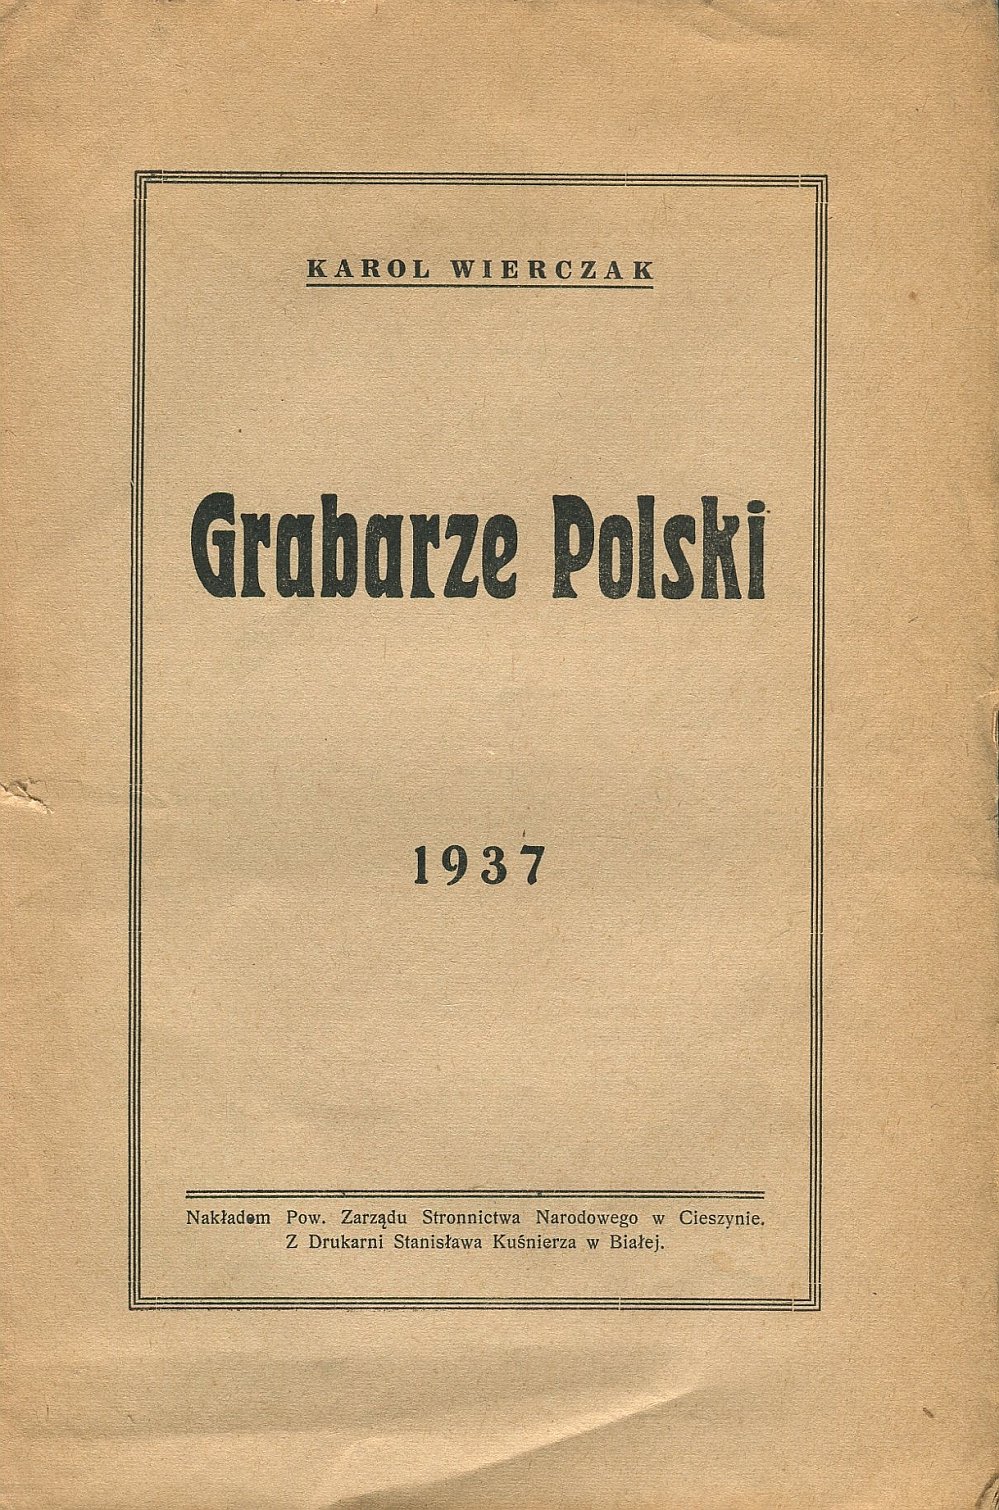 KAROL WIERCZAK
Grabarze Polski
1937
Nakładem Pow. Zarządu Stronnictwa Narodowego w Cieszynie.
Z Drukarni Stanisława Kuśnierza w Białej.